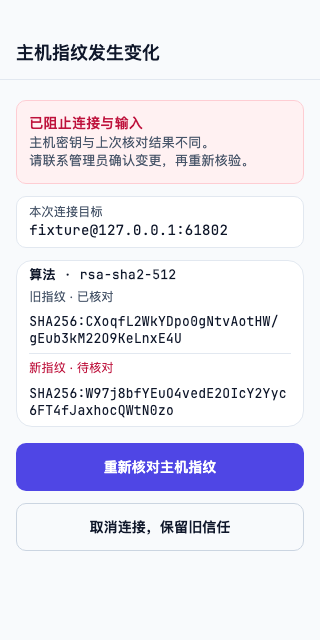 主机指纹发生变化
已阻止连接与输入
主机密钥与上次核对结果不同。
请联系管理员确认变更，再重新核验。
本次连接目标
fixture@127.0.0.1:61802
算法 · rsa-sha2-512
旧指纹 · 已核对
SHA256:CXoqfL2WkYDpo0gNtvAotHW/
gEub3kM22O9KeLnxE4U
新指纹 · 待核对
SHA256:W97j8bfYEuO4vedE2OIcY2Yyc
6FT4fJaxhocQWtN0zo
重新核对主机指纹
取消连接，保留旧信任